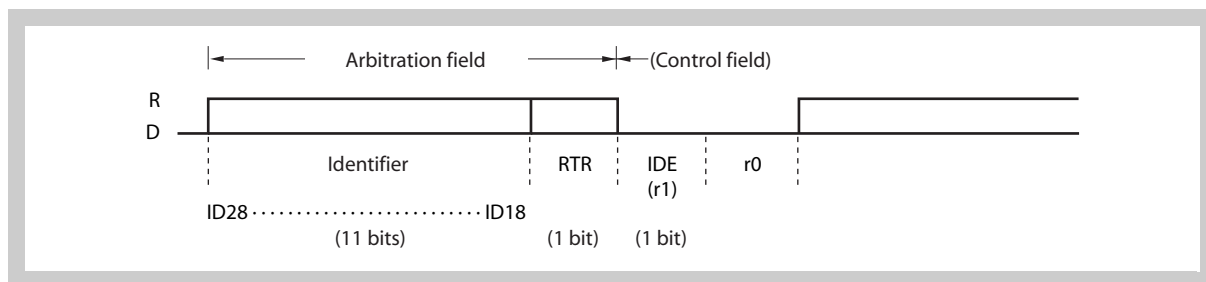 Arbitration field (Control field)
R
D
Identifier RTR IDE r0
(r1)
ID28 ························· ID18
(11 bits) (1 bit) (1 bit)